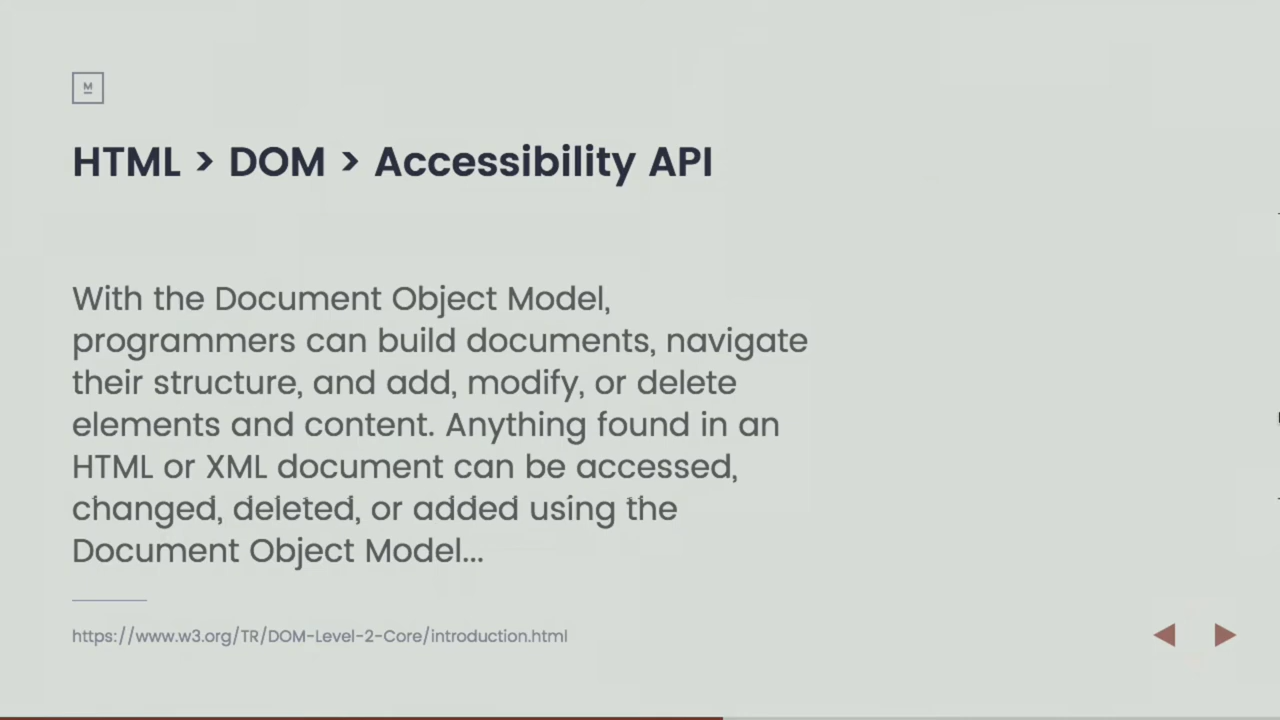 M
HTML > DOM > Accessibility API
With the Document Object Model,
programmers can build documents, navigate
their structure, and add, modify, or delete
elements and content. Anything found in an
HTML or XML document can be accessed,
changed, deleted, or added using the
Document Object Model...
https://www.w3.org/TR/DOM-Level-2-Core/introduction.html